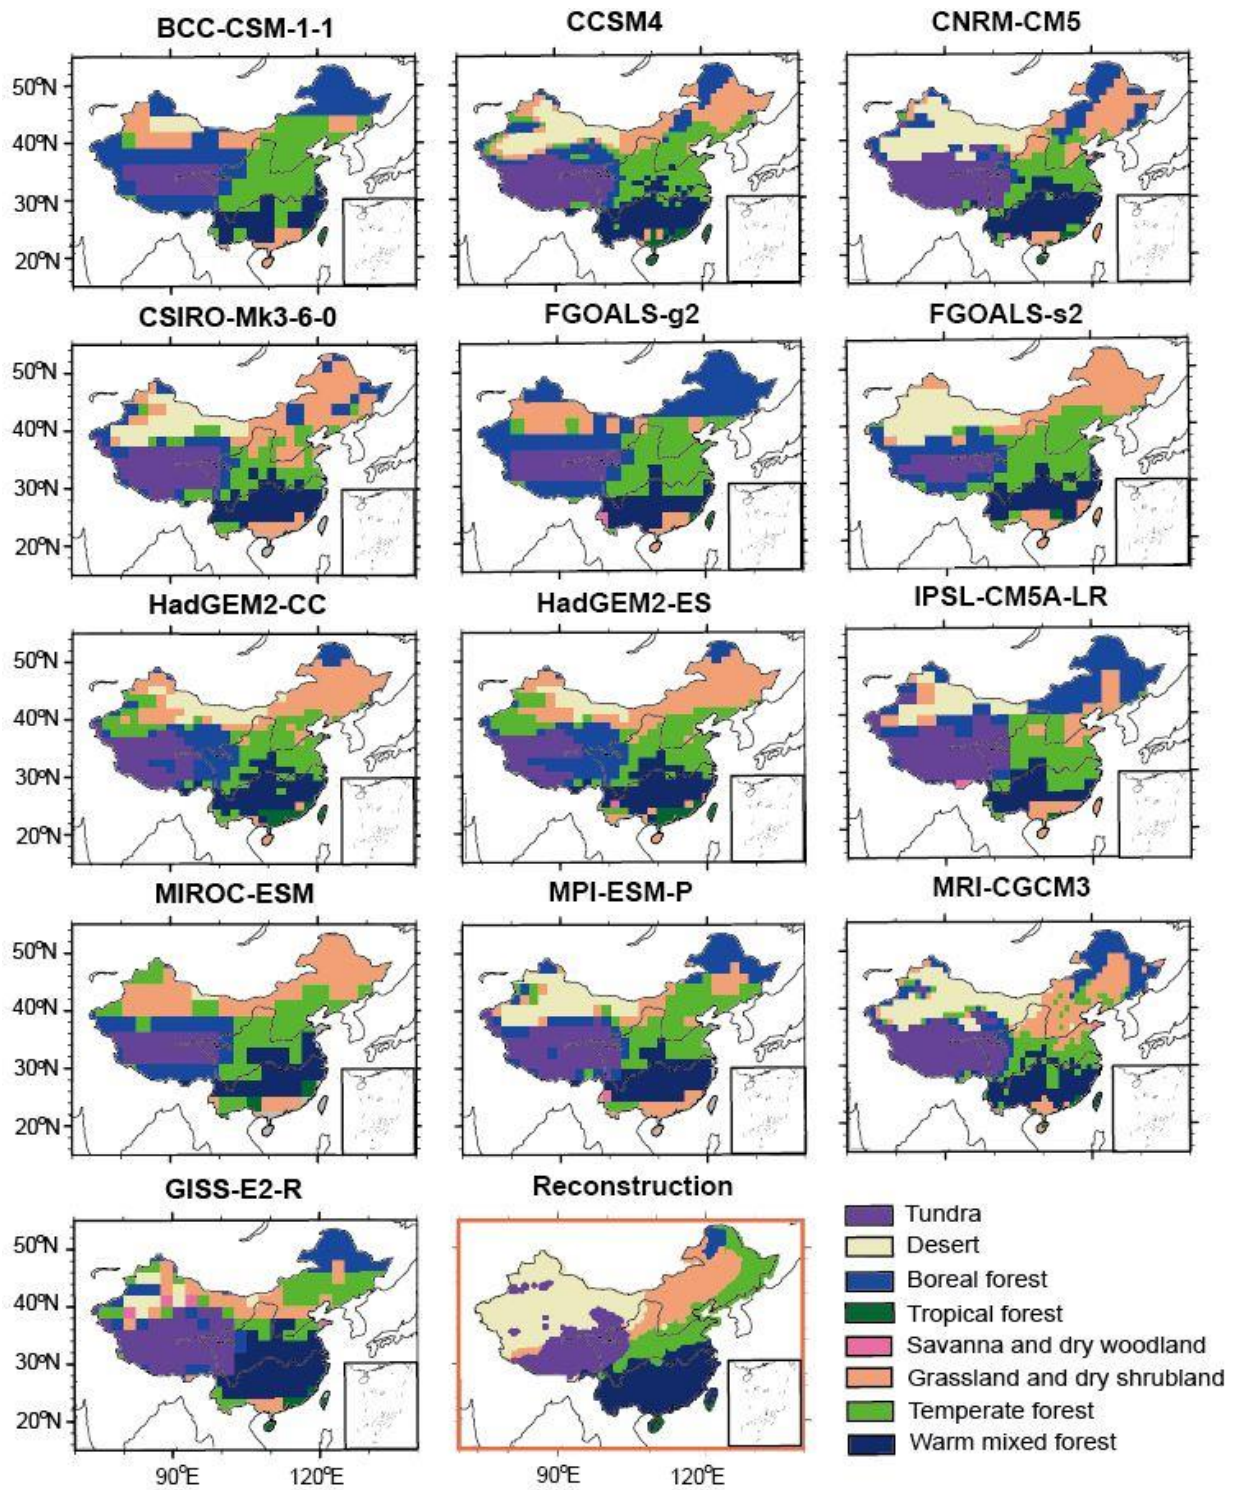 BCC-CSM-1-1
CCSM4
CNRM-CM5
50°N
40°N
30°N
20°N
CSIRO-Mk3-6-0
FGOALS-g2
FGOALS-s2
50°N
40°N
30°N
20°N
HadGEM2-CC
HadGEM2-ES
IPSL-CM5A-LR
50°N
40°N
30°N
20°N
MIROC-ESM
MPI-ESM-P
MRI-CGCM3
50°N
40°N
30°N
20°N
GISS-E2-R
Reconstruction
50°N
40°N
30°N
20°N
90°E
120°E
90°E
120°E
Tundra
Desert
Boreal forest
Tropical forest
Savanna and dry woodland
Grassland and dry shrubland
Temperate forest
Warm mixed forest